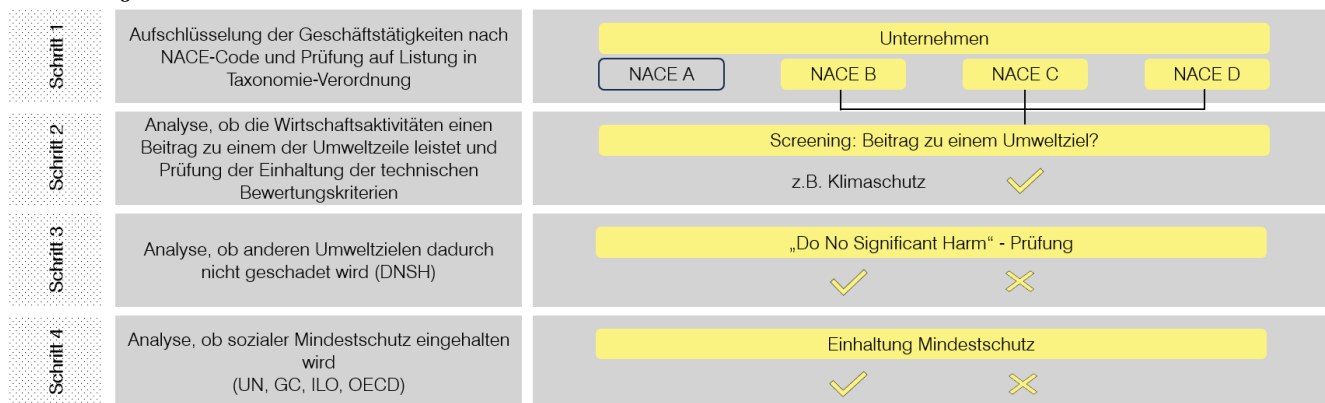 Schritt 1
Aufschlüsselung der Geschäftstätigkeiten nach
NACE-Code und Prüfung auf Listung in
Taxonomie-Verordnung
Unternehmen
NACE A NACE B NACE C NACE D
Schritt 2
Analyse, ob die Wirtschaftsaktivitäten einen
Beitrag zu einem der Umweltzeile leistet und
Prüfung der Einhaltung der technischen
Bewertungskriterien
Screening: Beitrag zu einem Umweltziel?
z.B. Klimaschutz
Schritt 3
Analyse, ob anderen Umweltzielen dadurch
nicht geschadet wird (DNSH)
„Do No Significant Harm“ - Prüfung
Schritt 4
Analyse, ob sozialer Mindestschutz eingehalten
wird
(UN, GC, ILO, OECD)
Einhaltung Mindestschutz